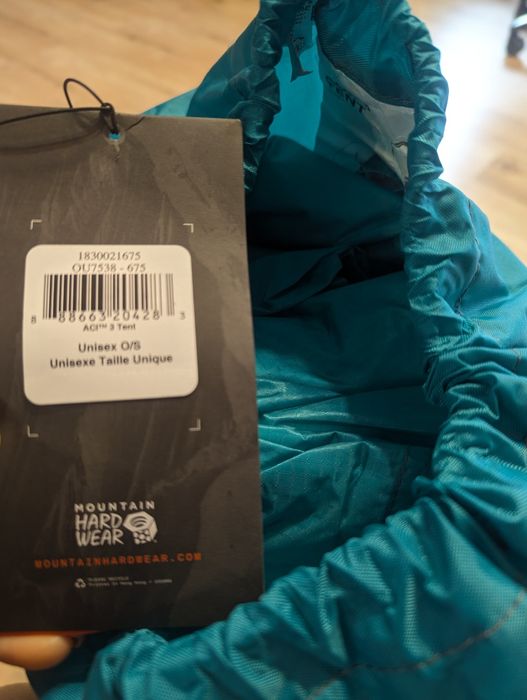 1830021675
OU7538 - 675
8 88663 20428 3
ACI™ 3 Tent
Unisex O/S
Unisexe Taille Unique
MOUNTAIN
HARD
WEAR
MOUNTAINHARDWEAR.COM
TENT